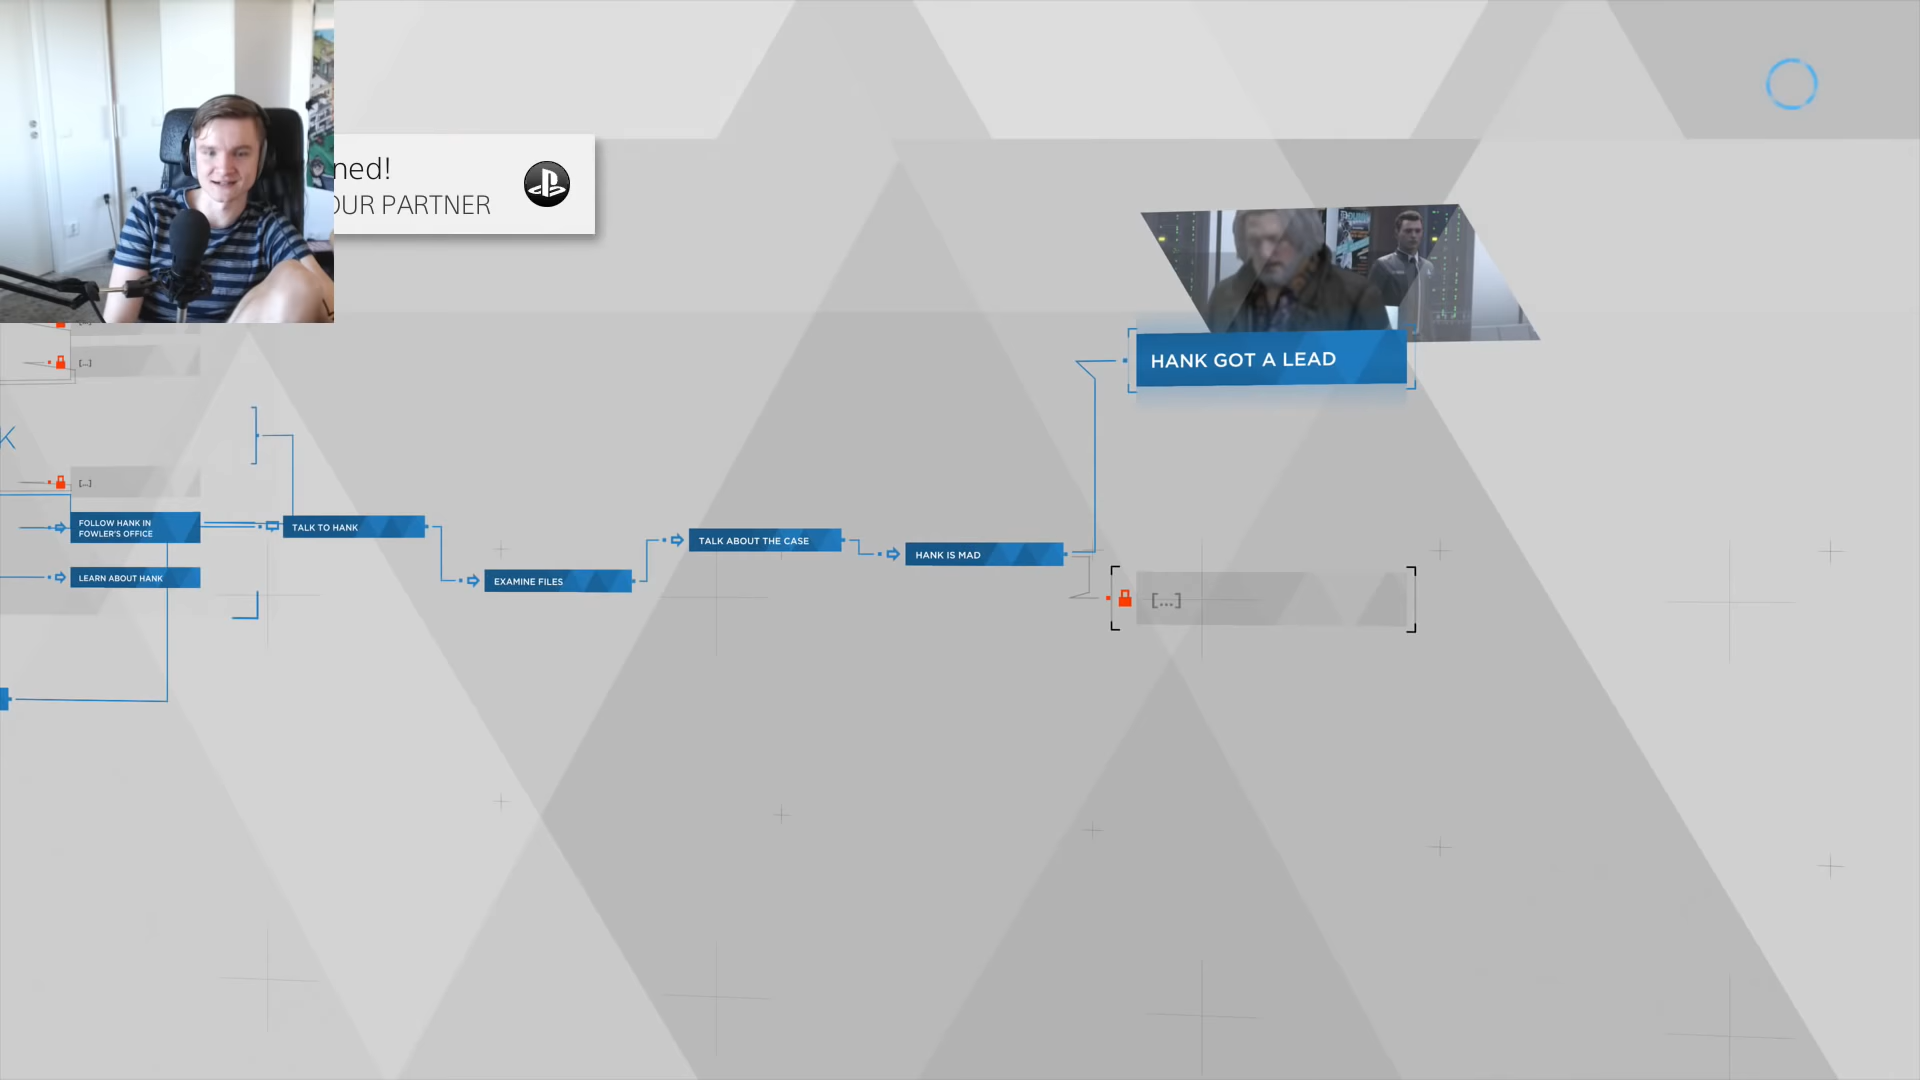 ned!
OUR PARTNER
HANK GOT A LEAD
[...]
K
[...]
FOLLOW HANK IN
FOWLER'S OFFICE
TALK TO HANK
TALK ABOUT THE CASE
HANK IS MAD
LEARN ABOUT HANK
EXAMINE FILES
[...]